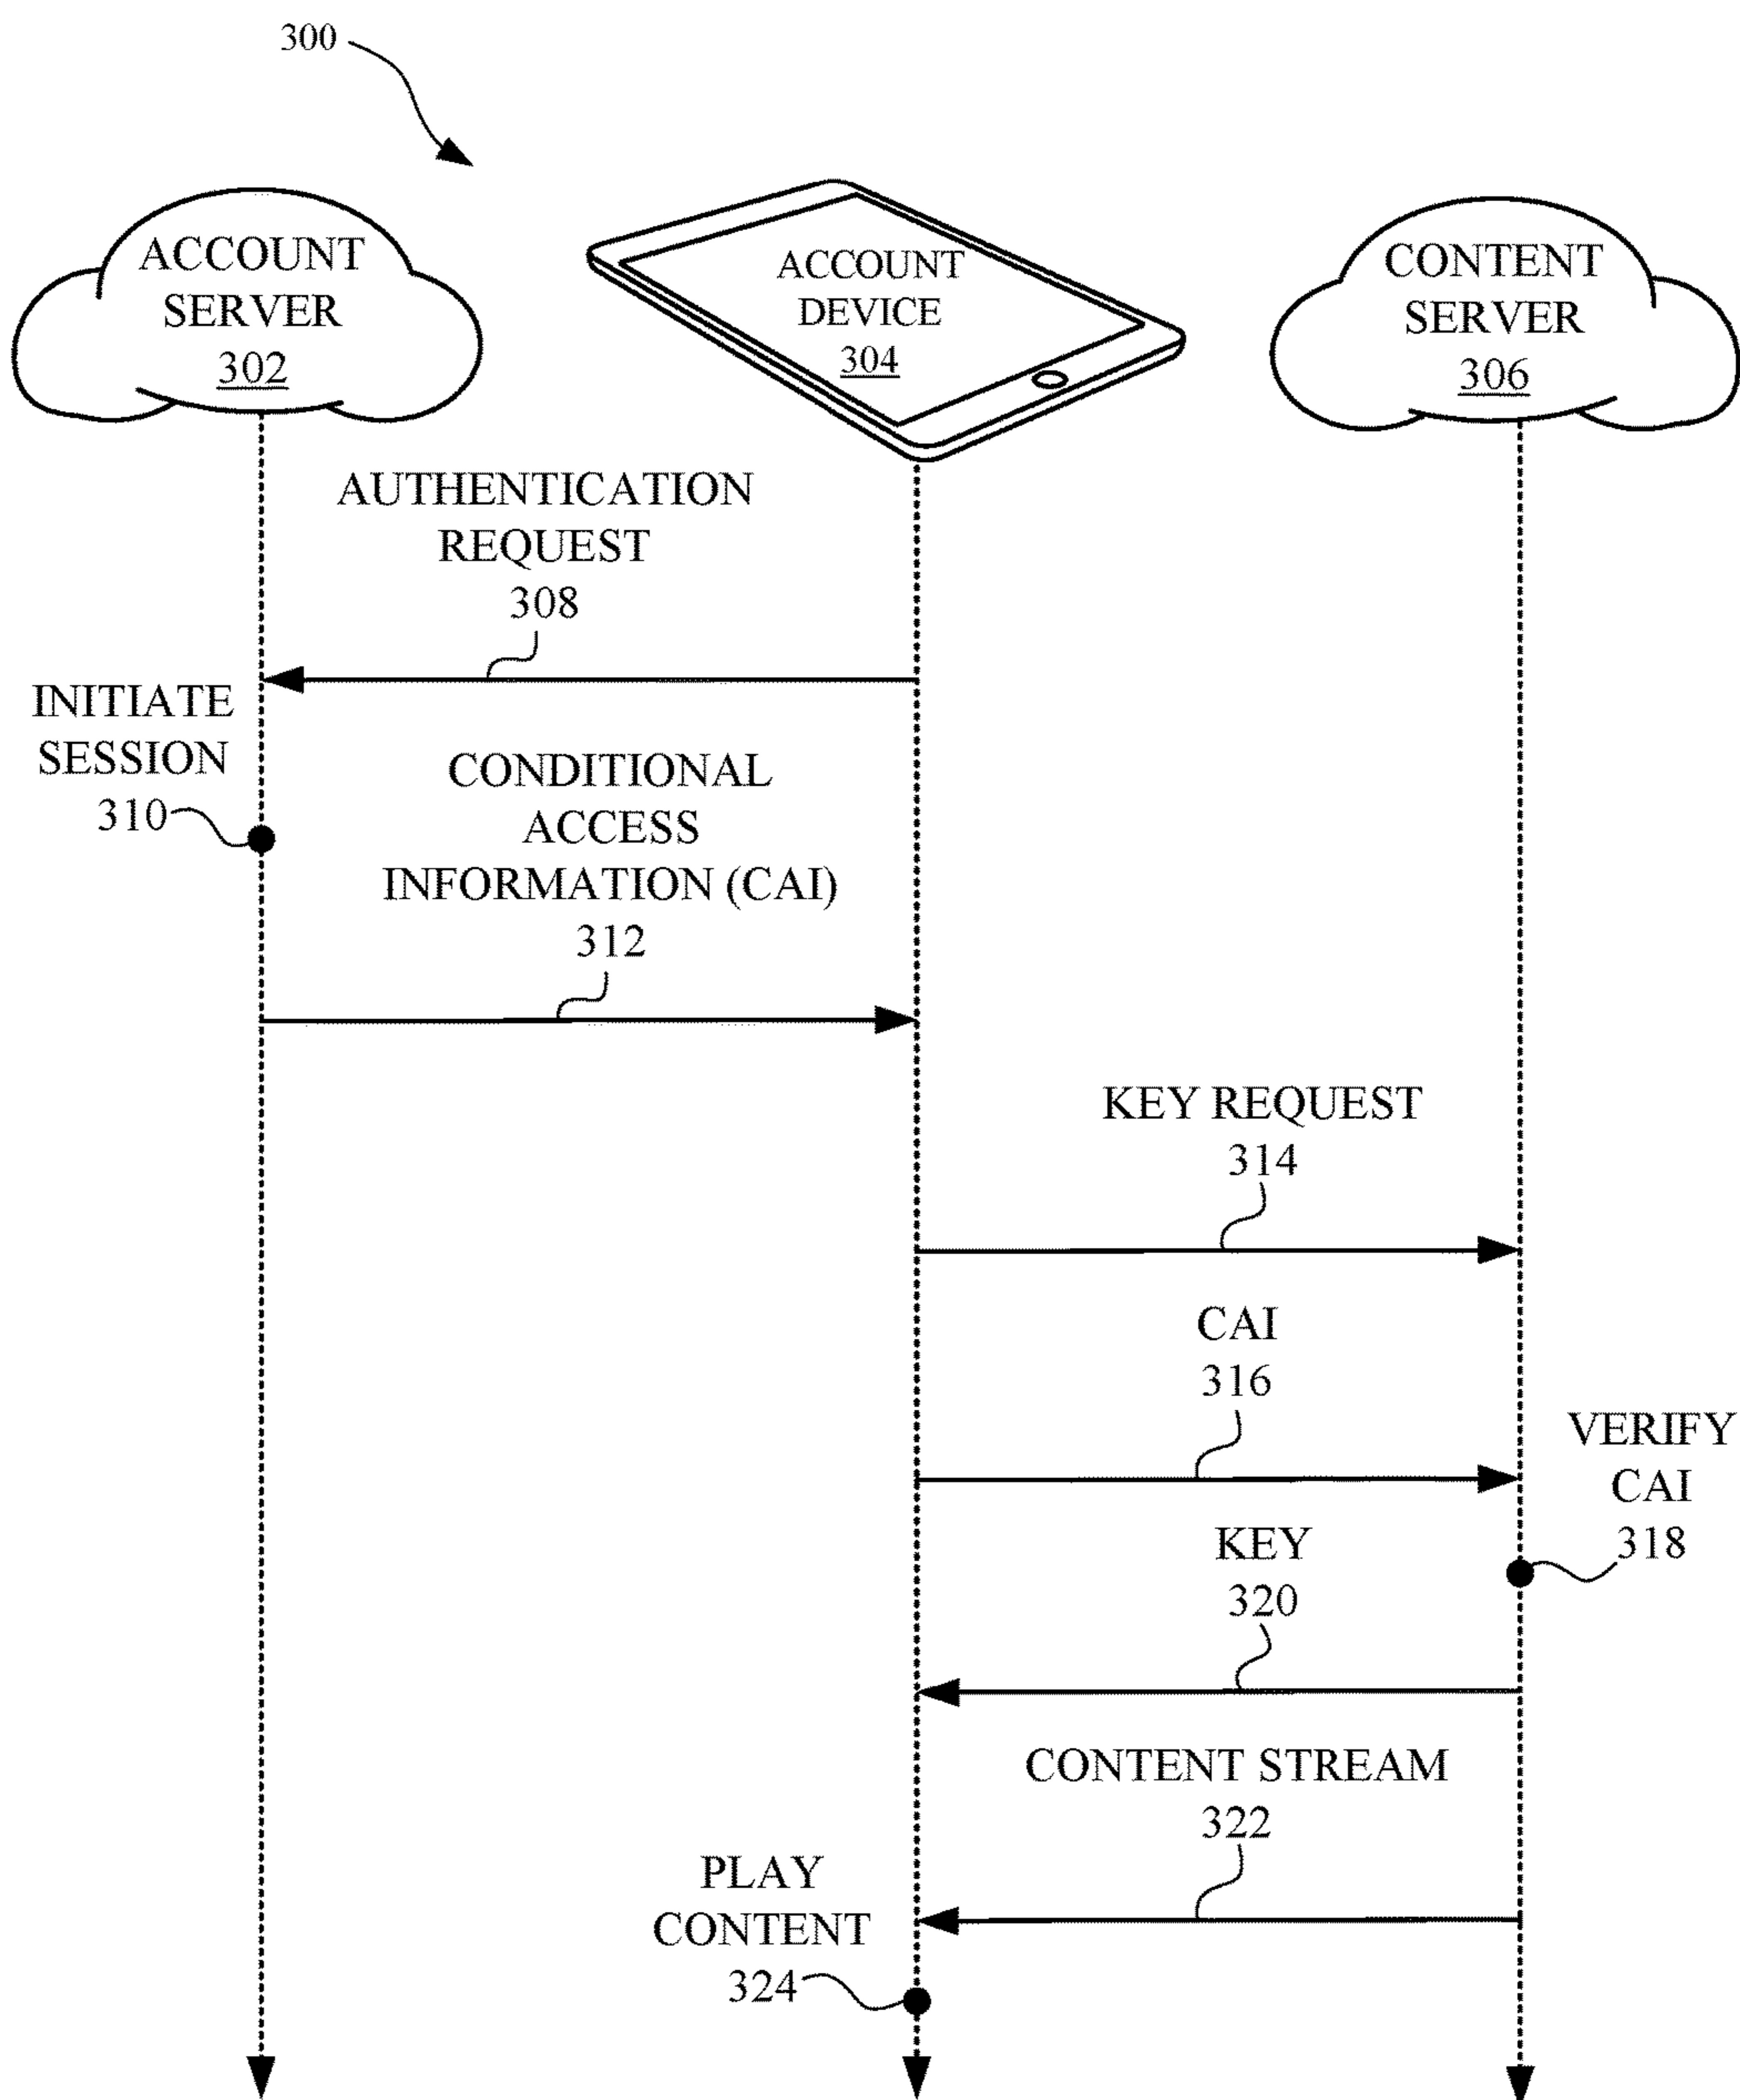 300
ACCOUNT
SERVER
302
ACCOUNT
DEVICE
304
CONTENT
SERVER
306
AUTHENTICATION
REQUEST
308
INITIATE
SESSION
310
CONDITIONAL
ACCESS
INFORMATION (CAI)
312
KEY REQUEST
314
CAI
316
VERIFY
CAI
318
KEY
320
CONTENT STREAM
322
PLAY
CONTENT
324